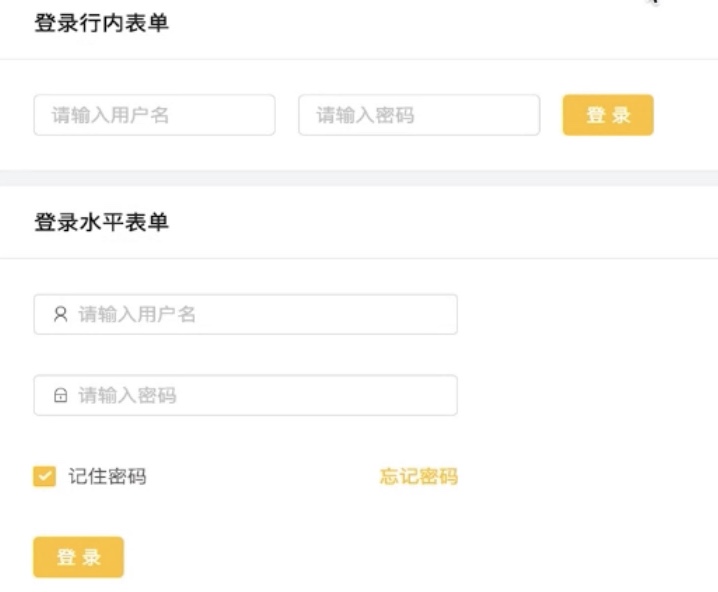 登录行内表单
请输入用户名 请输入密码 登 录
登录水平表单
请输入用户名
请输入密码
记住密码 忘记密码
登 录